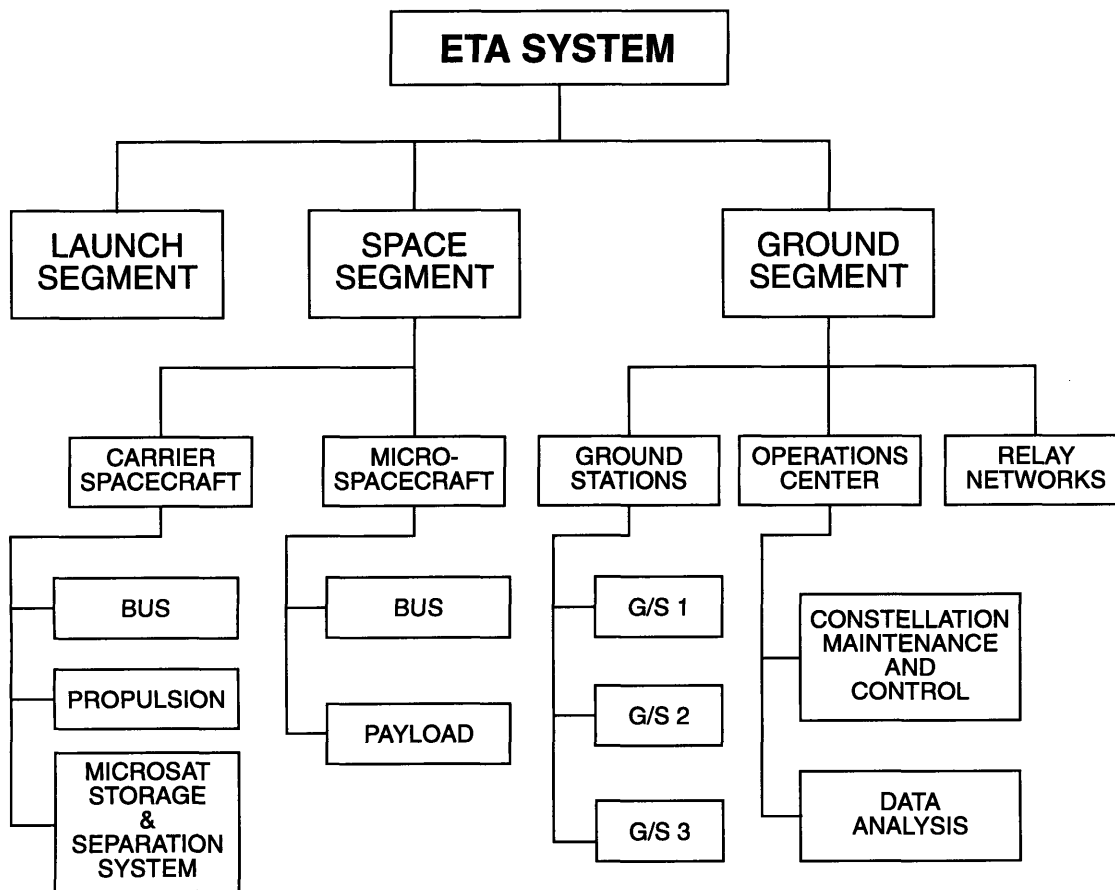 ETA SYSTEM
LAUNCH
SEGMENT
SPACE
SEGMENT
GROUND
SEGMENT
CARRIER
SPACECRAFT
MICRO-
SPACECRAFT
GROUND
STATIONS
OPERATIONS
CENTER
RELAY
NETWORKS
BUS
PROPULSION
MICROSAT
STORAGE
&
SEPARATION
SYSTEM
BUS
PAYLOAD
G/S 1
G/S 2
G/S 3
CONSTELLATION
MAINTENANCE
AND
CONTROL
DATA
ANALYSIS